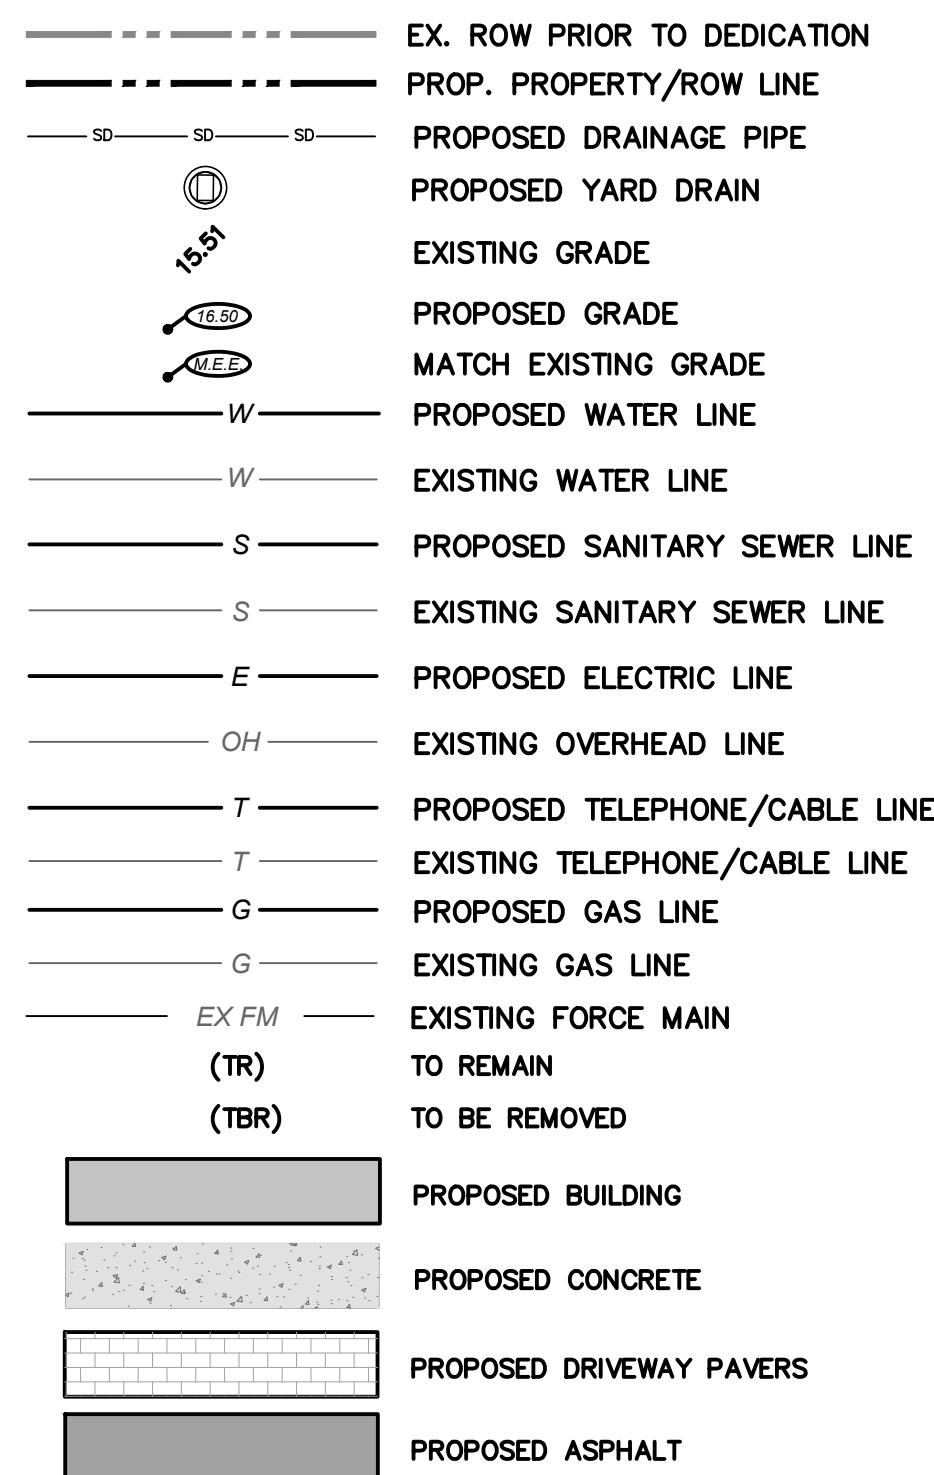 EX. ROW PRIOR TO DEDICATION
PROP. PROPERTY/ROW LINE
SD SD SD PROPOSED DRAINAGE PIPE
PROPOSED YARD DRAIN
15.51 EXISTING GRADE
16.50 PROPOSED GRADE
M.E.E. MATCH EXISTING GRADE
W PROPOSED WATER LINE
W EXISTING WATER LINE
S PROPOSED SANITARY SEWER LINE
S EXISTING SANITARY SEWER LINE
E PROPOSED ELECTRIC LINE
OH EXISTING OVERHEAD LINE
T PROPOSED TELEPHONE/CABLE LINE
T EXISTING TELEPHONE/CABLE LINE
G PROPOSED GAS LINE
G EXISTING GAS LINE
EX FM EXISTING FORCE MAIN
(TR) TO REMAIN
(TBR) TO BE REMOVED
PROPOSED BUILDING
PROPOSED CONCRETE
PROPOSED DRIVEWAY PAVERS
PROPOSED ASPHALT